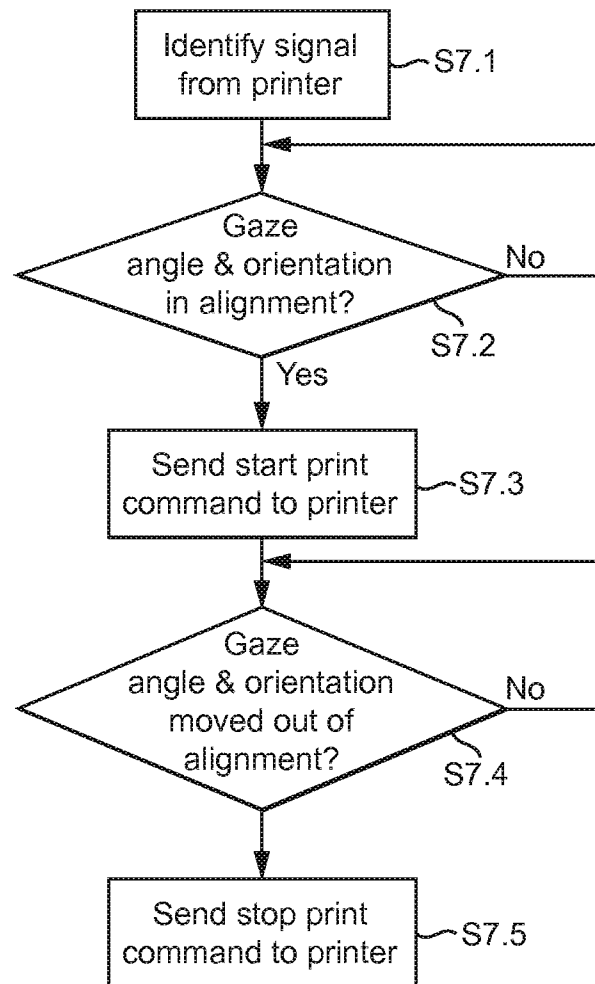 Identify signal
from printer
S7.1
Gaze
angle & orientation
in alignment?
No
S7.2
Yes
Send start print
command to printer
S7.3
Gaze
angle & orientation
moved out of
alignment?
No
S7.4
Send stop print
command to printer
S7.5